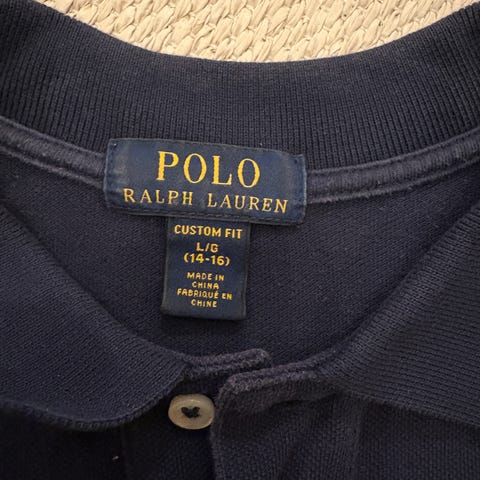 POLO
RALPH LAUREN
CUSTOM FIT
L/G
(14-16)
MADE IN
CHINA
FABRIQUÉ EN
CHINE